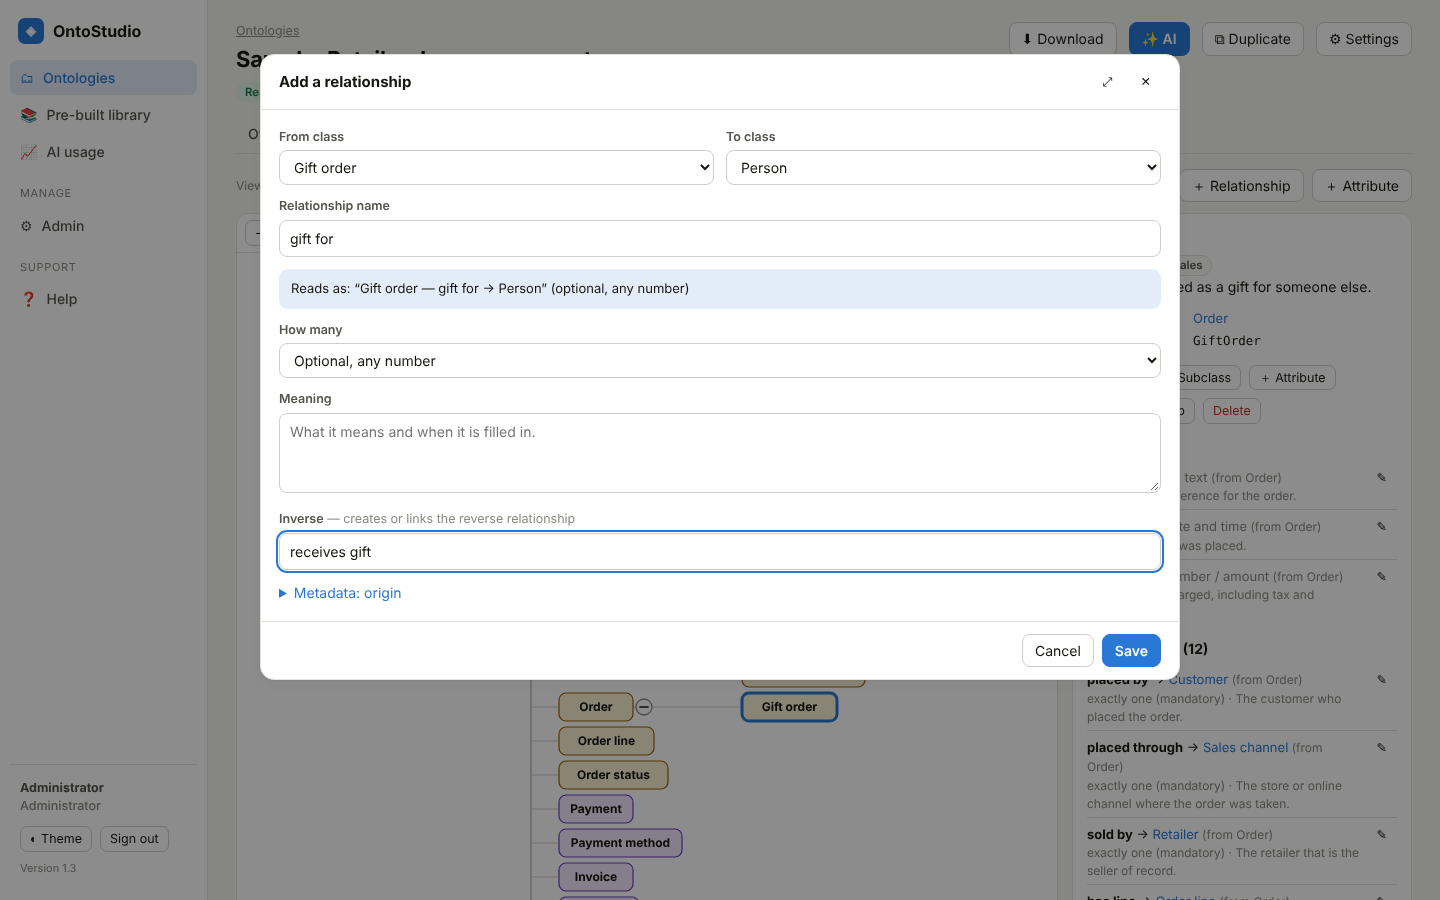 OntoStudio
Ontologies
Pre-built library
AI usage
MANAGE
Admin
SUPPORT
Help
Administrator
Administrator
Theme
Sign out
Version 1.3
Ontologies
Download
AI
Duplicate
Settings
View
+ Relationship
+ Attribute
Add a relationship
From class
To class
Gift order
Person
Relationship name
gift for
Reads as: “Gift order — gift for → Person” (optional, any number)
How many
Optional, any number
Meaning
What it means and when it is filled in.
Inverse — creates or links the reverse relationship
receives gift
Metadata: origin
Cancel
Save
Order
Gift order
Order line
Order status
Payment
Payment method
Invoice
as a gift for someone else.
Order
GiftOrder
Subclass
+ Attribute
Delete
text (from Order)
for the order.
and time (from Order)
was placed.
/ amount (from Order)
including tax and
(12)
placed by → Customer (from Order)
exactly one (mandatory) · The customer who
placed the order.
placed through → Sales channel (from
Order)
exactly one (mandatory) · The store or online
channel where the order was taken.
sold by → Retailer (from Order)
exactly one (mandatory) · The retailer that is the
seller of record.